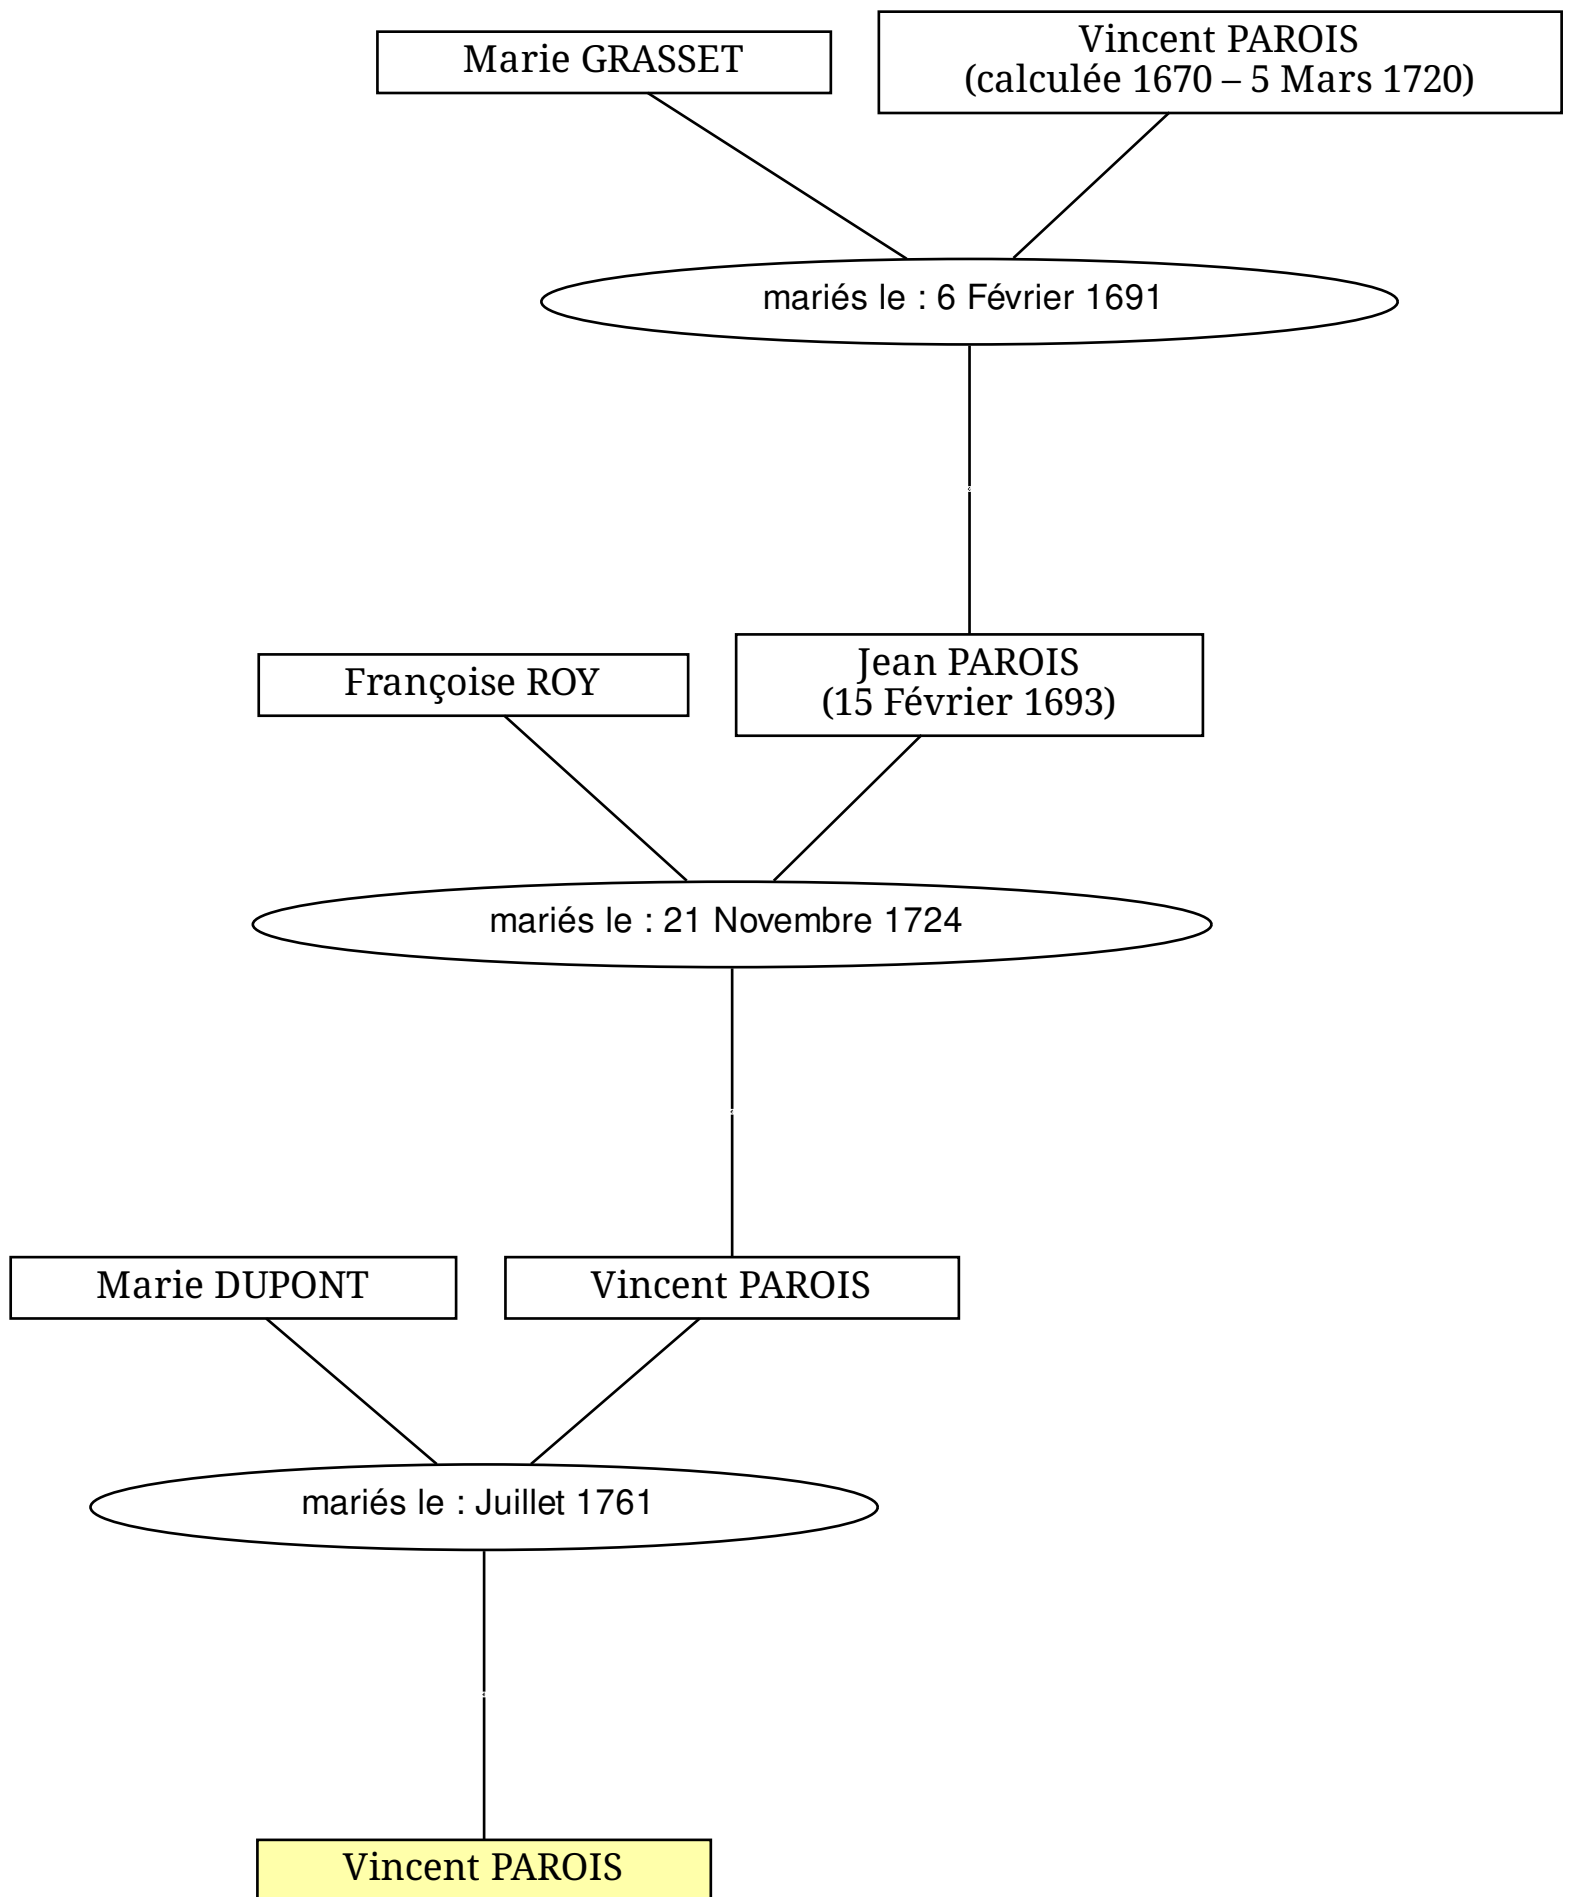 Marie GRASSET
Vincent PAROIS
(calculée 1670 – 5 Mars 1720)
mariés le : 6 Février 1691
Françoise ROY
Jean PAROIS
(15 Février 1693)
mariés le : 21 Novembre 1724
Marie DUPONT
Vincent PAROIS
mariés le : Juillet 1761
Vincent PAROIS